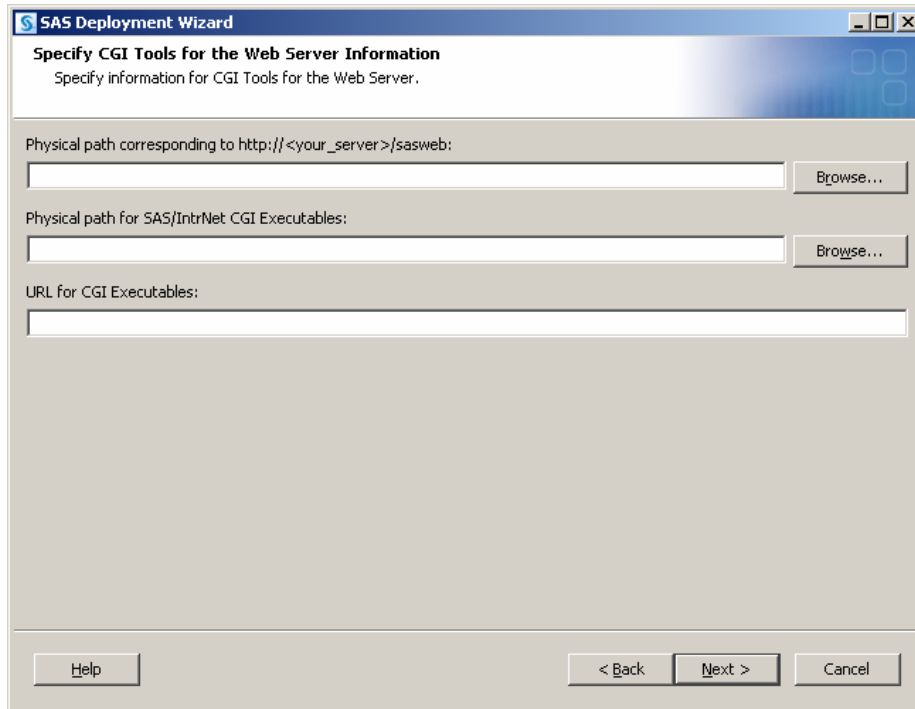 SAS Deployment Wizard
Specify CGI Tools for the Web Server Information
Specify information for CGI Tools for the Web Server.
Physical path corresponding to http://<your_server>/sasweb:
Browse...
Physical path for SAS/IntrNet CGI Executables:
Browse...
URL for CGI Executables:
Help
< Back
Next >
Cancel